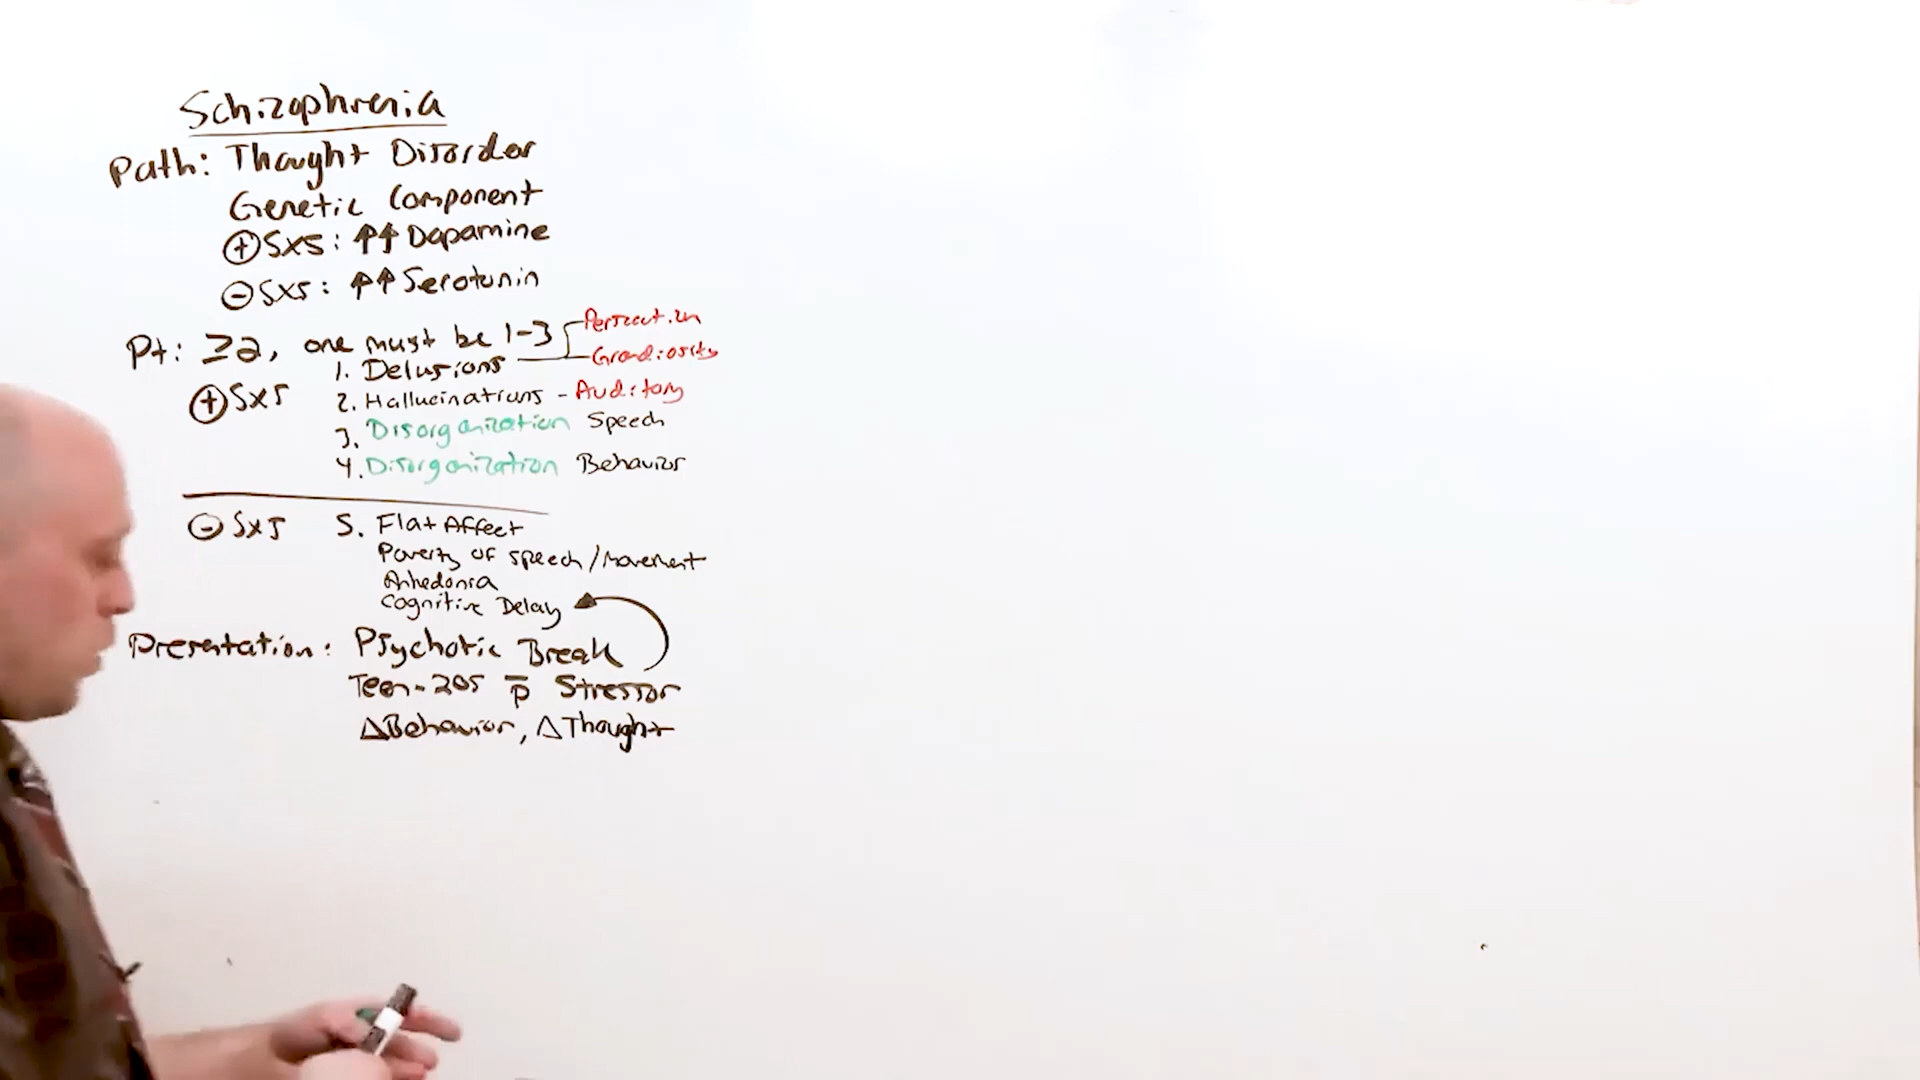 Schizophrenia
Path: Thought Disorder
Genetic Component
⊕ Sxs: ↑↑ Dopamine
⊖ Sxs: ↑↑ Serotonin
Pt: ≥2, one must be 1-3
Persecution
Grandiosity
⊕ Sxs
1. Delusions
2. Hallucinations - Auditory
3. Disorganization Speech
4. Disorganization Behavior
⊖ Sxs 5. Flat Affect
Poverty of speech/movement
Anhedonia
Cognitive Delay
Presentation: Psychotic Break
Teen-20s p̄ Stressor
ΔBehavior, ΔThought